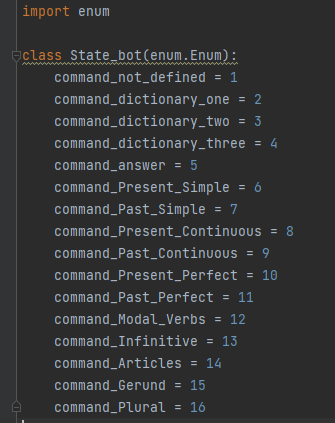 import enum

class State_bot(enum.Enum):
    command_not_defined = 1
    command_dictionary_one = 2
    command_dictionary_two = 3
    command_dictionary_three = 4
    command_answer = 5
    command_Present_Simple = 6
    command_Past_Simple = 7
    command_Present_Continuous = 8
    command_Past_Continuous = 9
    command_Present_Perfect = 10
    command_Past_Perfect = 11
    command_Modal_Verbs = 12
    command_Infinitive = 13
    command_Articles = 14
    command_Gerund = 15
    command_Plural = 16